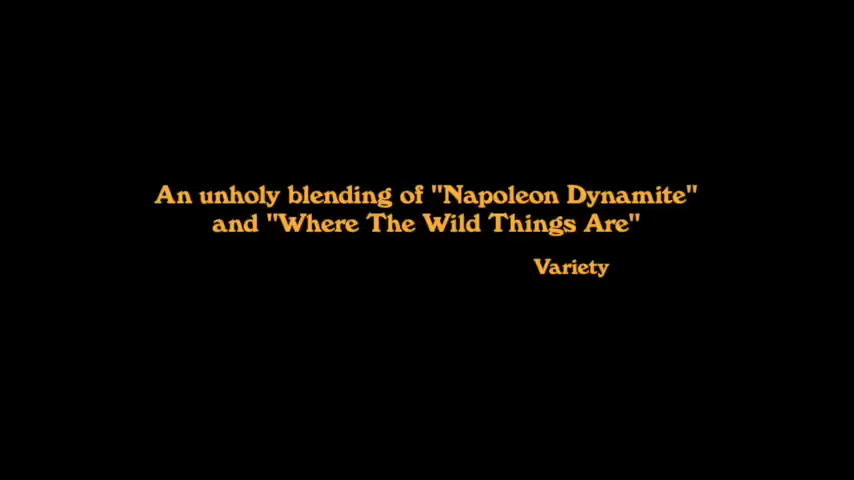 An unholy blending of "Napoleon Dynamite"
and "Where The Wild Things Are"
Variety